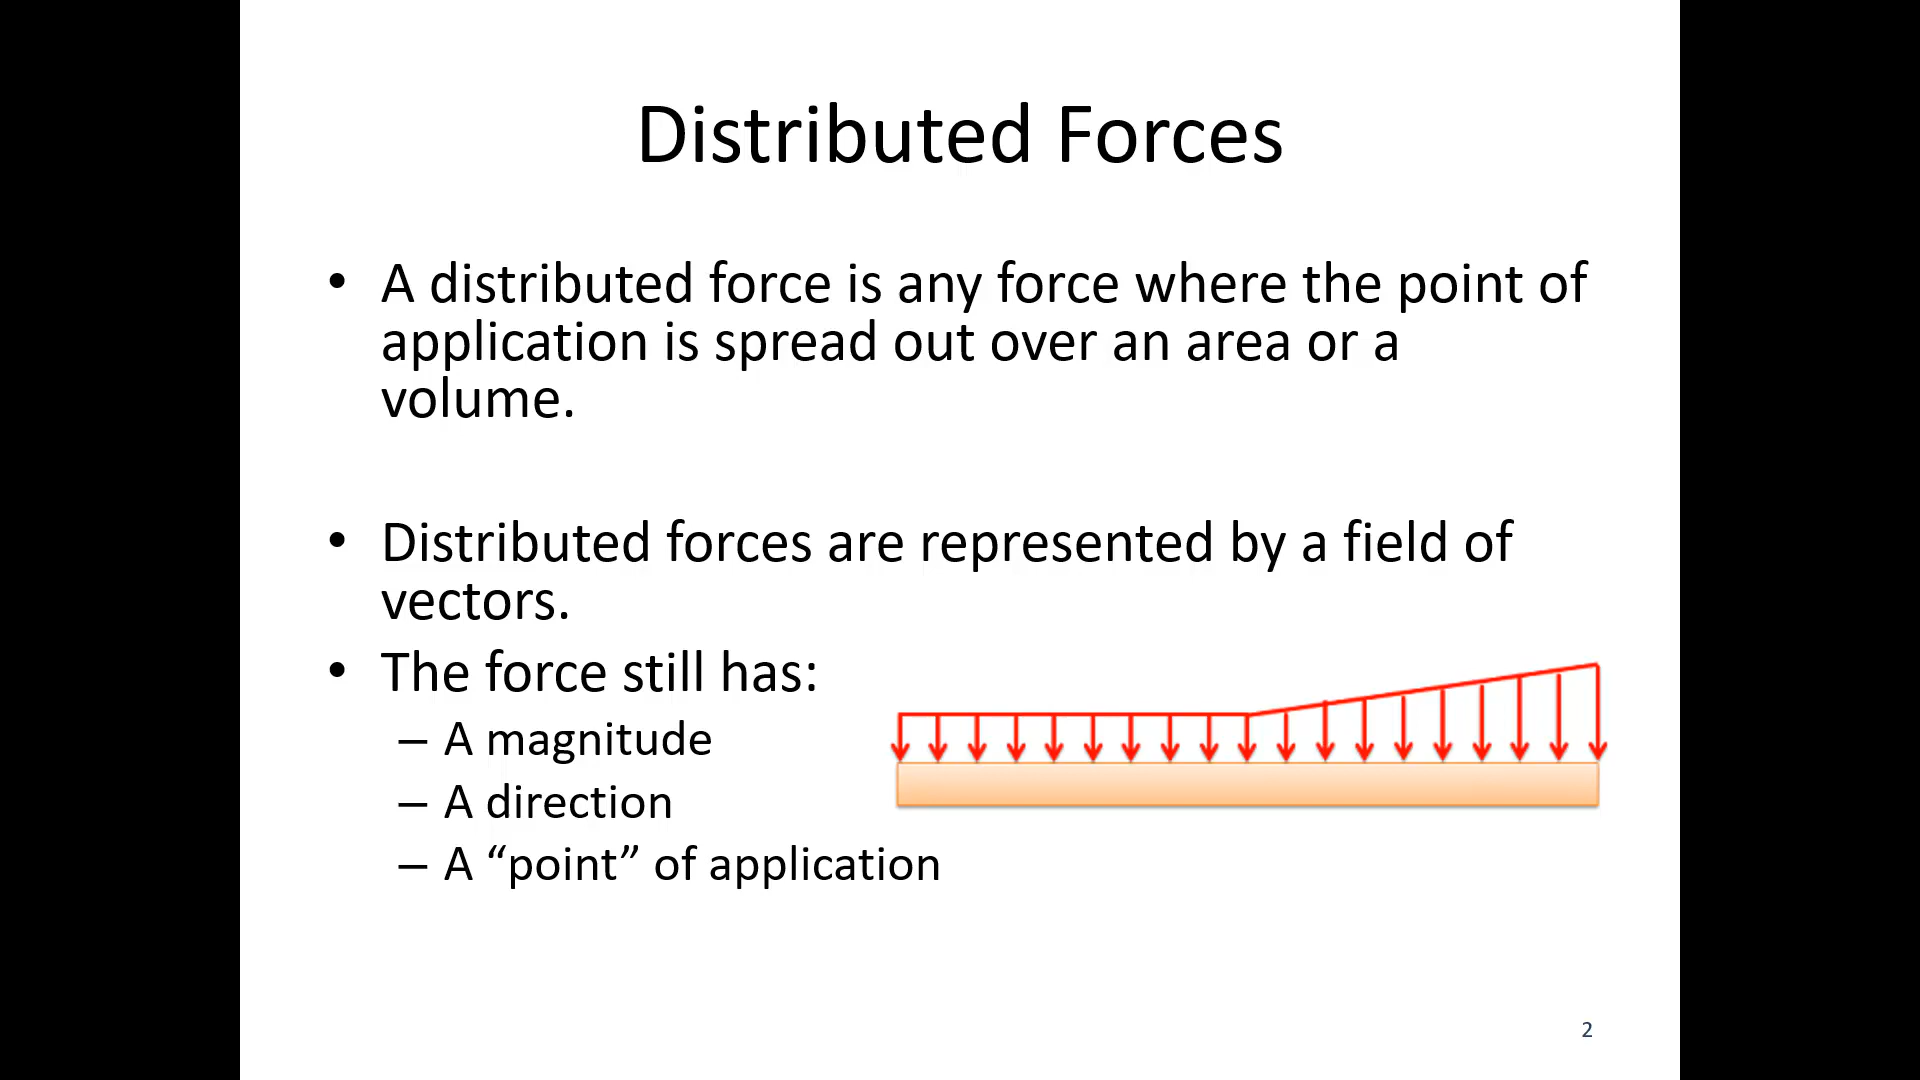 Distributed Forces
• A distributed force is any force where the point of
application is spread out over an area or a
volume.
• Distributed forces are represented by a field of
vectors.
• The force still has:
– A magnitude
– A direction
– A “point” of application
2